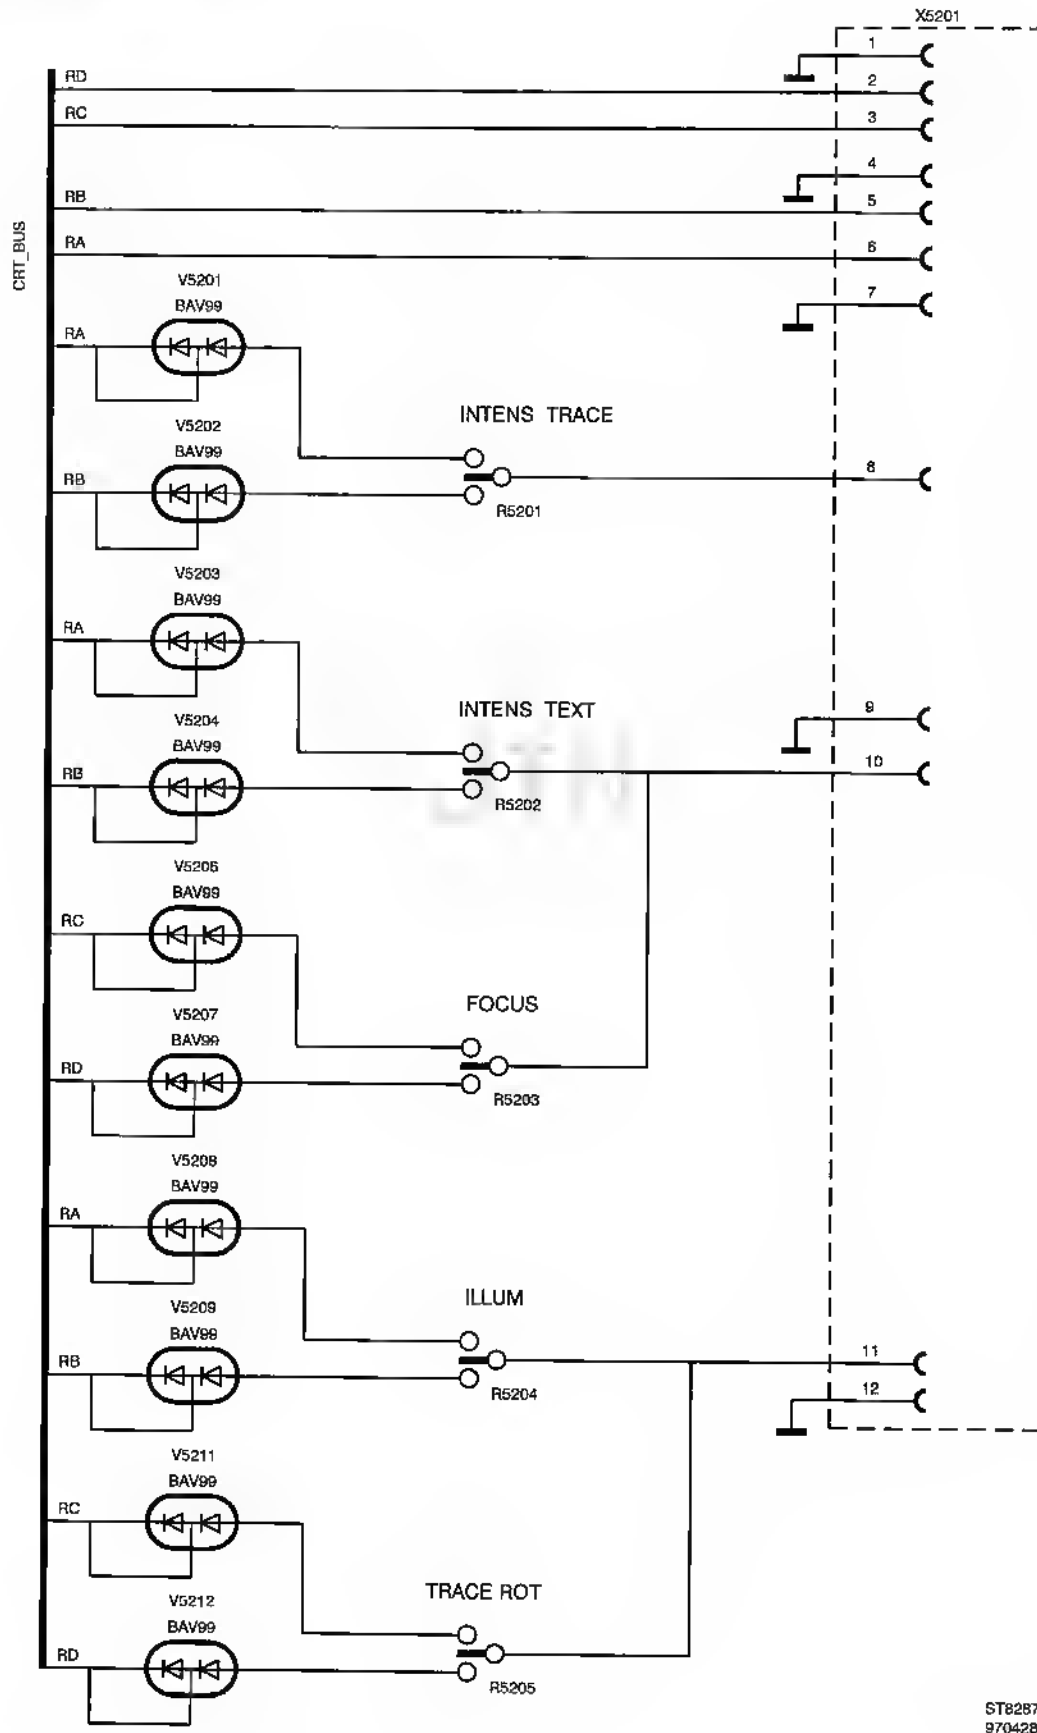 X5201
1
RD
2
RC
3
4
RB
5
RA
6
CRT_BUS
7
V5201
BAV99
RA
INTENS TRACE
V5202
BAV99
RB
8
R5201
V5203
BAV99
RA
INTENS TEXT
9
V5204
BAV99
RB
10
R5202
V5206
BAV99
RC
FOCUS
V5207
BAV99
RD
R5203
V5208
BAV99
RA
ILLUM
V5209
BAV99
RB
11
R5204
12
V5211
BAV99
RC
TRACE ROT
V5212
BAV99
RD
R5205
ST8287
970428